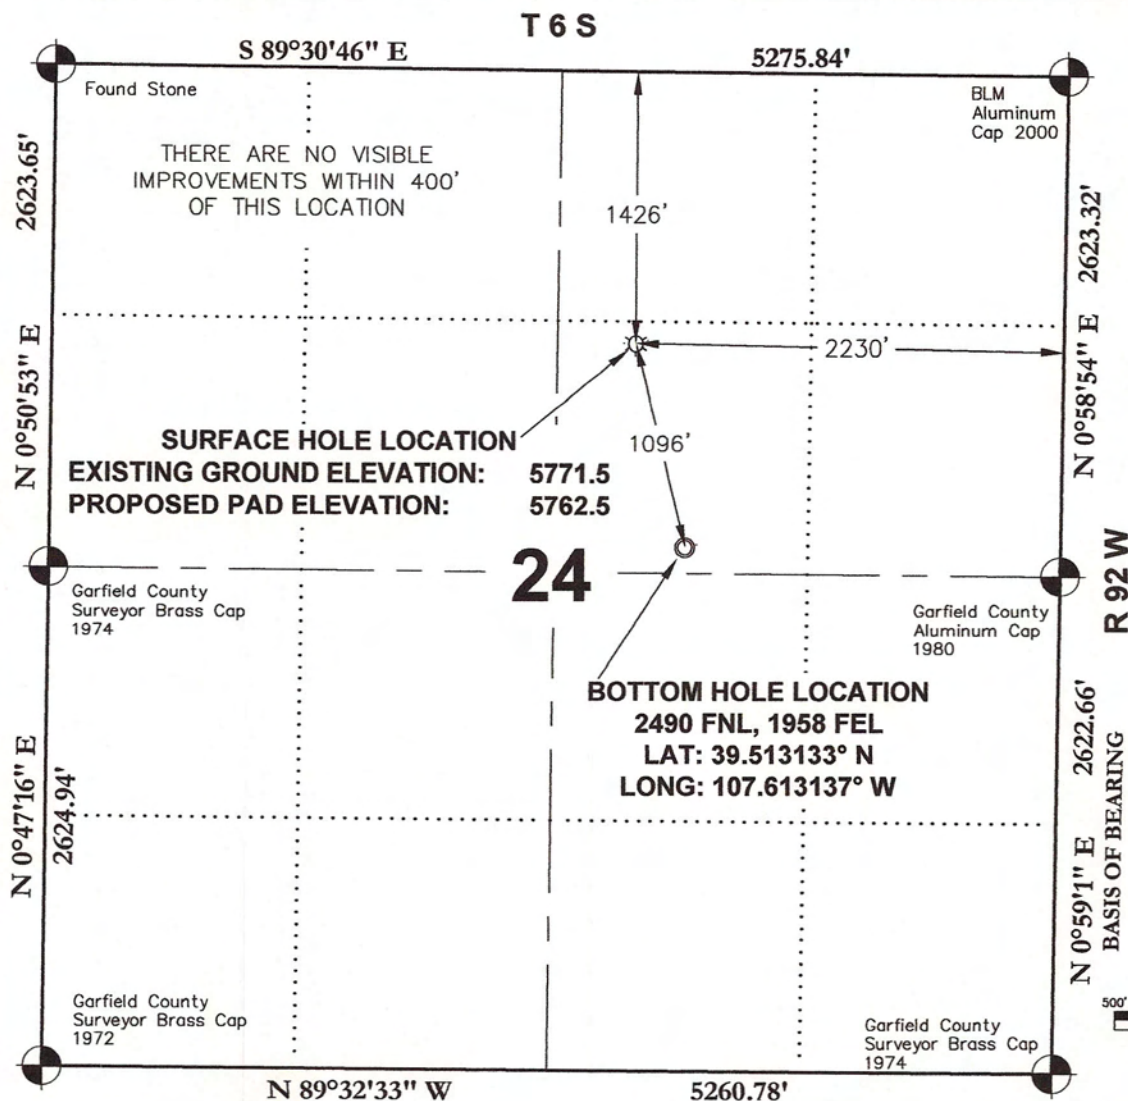 T 6 S
S 89°30'46" E
5275.84'
Found Stone
BLM
Aluminum
Cap 2000
THERE ARE NO VISIBLE
IMPROVEMENTS WITHIN 400'
OF THIS LOCATION
2623.65'
N 0°50'53" E
1426'
2623.32'
N 0°58'54" E
2230'
SURFACE HOLE LOCATION
EXISTING GROUND ELEVATION: 5771.5
PROPOSED PAD ELEVATION: 5762.5
1096'
24
R 92 W
Garfield County
Surveyor Brass Cap
1974
Garfield County
Aluminum Cap
1980
BOTTOM HOLE LOCATION
2490 FNL, 1958 FEL
LAT: 39.513133° N
LONG: 107.613137° W
N 0°47'16" E
2624.94'
2622.66'
N 0°59'1" E
BASIS OF BEARING
500'
Garfield County
Surveyor Brass Cap
1972
Garfield County
Surveyor Brass Cap
1974
N 89°32'33" W
5260.78'